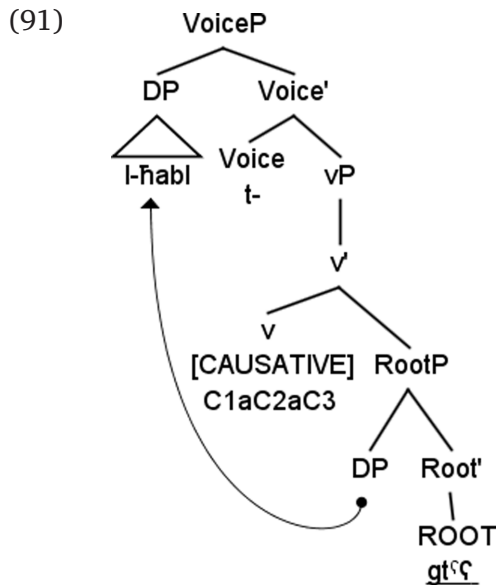 (91)
VoiceP
DP Voice'
l-ħabl Voice vP
t-
v'
v
[CAUSATIVE] RootP
C1aC2aC3
DP Root'
ROOT
gtˤʕ